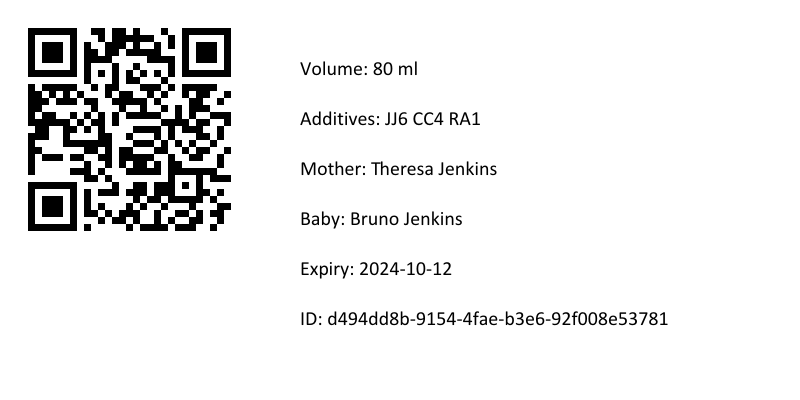 Volume: 80 ml
Additives: JJ6 CC4 RA1
Mother: Theresa Jenkins
Baby: Bruno Jenkins
Expiry: 2024-10-12
ID: d494dd8b-9154-4fae-b3e6-92f008e53781